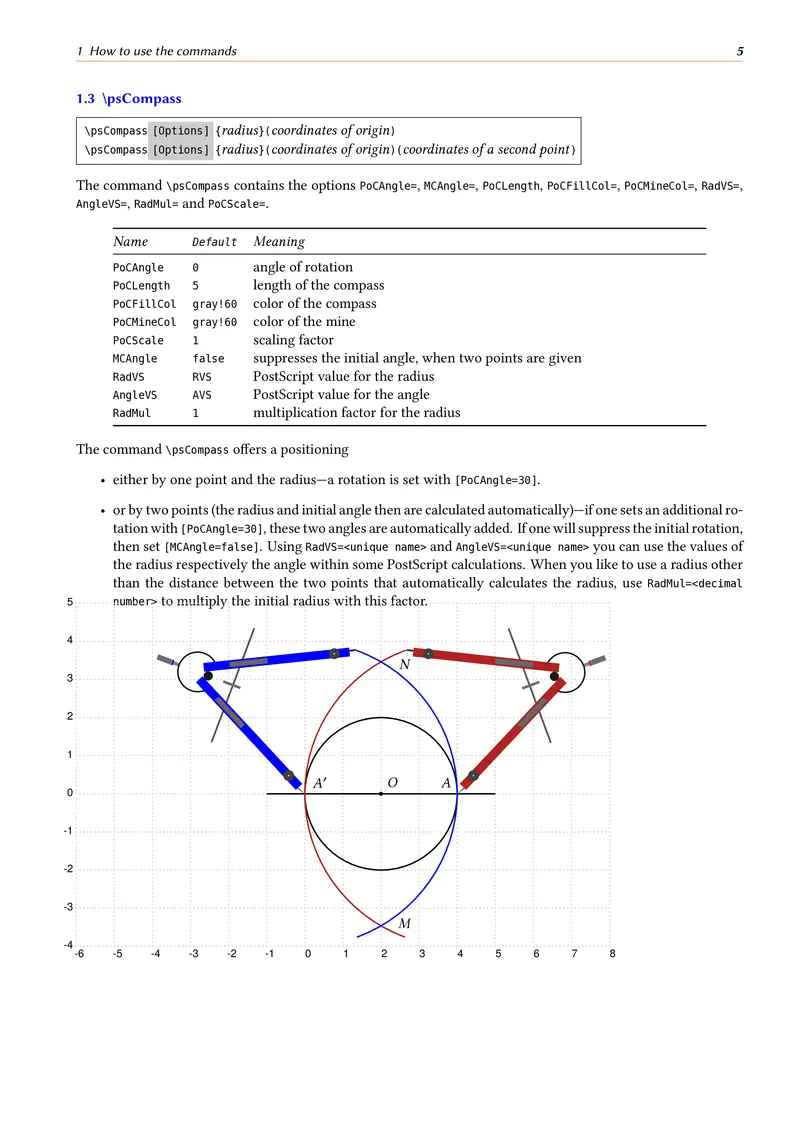 1 How to use the commands 5
1.3 \psCompass
\psCompass [Options] {radius}(coordinates of origin)
\psCompass [Options] {radius}(coordinates of origin)(coordinates of a second point)
The command \psCompass contains the options PoCAngle=, MCAngle=, PoCLength, PoCFillCol=, PoCMineCol=, RadVS=,
AngleVS=, RadMul= and PoCScale=.
Name Default Meaning
PoCAngle 0 angle of rotation
PoCLength 5 length of the compass
PoCFillCol gray!60 color of the compass
PoCMineCol gray!60 color of the mine
PoCScale 1 scaling factor
MCAngle false suppresses the initial angle, when two points are given
RadVS RVS PostScript value for the radius
AngleVS AVS PostScript value for the angle
RadMul 1 multiplication factor for the radius
The command \psCompass offers a positioning
• either by one point and the radius—a rotation is set with [PoCAngle=30].
• or by two points (the radius and initial angle then are calculated automatically)—if one sets an additional ro-
tation with [PoCAngle=30], these two angles are automatically added. If one will suppress the initial rotation,
then set [MCAngle=false]. Using RadVS=<unique name> and AngleVS=<unique name> you can use the values of
the radius respectively the angle within some PostScript calculations. When you like to use a radius other
than the distance between the two points that automatically calculates the radius, use RadMul=<decimal
number> to multiply the initial radius with this factor.
5
4
N
3
2
1
A′ O A
0
-1
-2
-3
M
-4
-6 -5 -4 -3 -2 -1 0 1 2 3 4 5 6 7 8